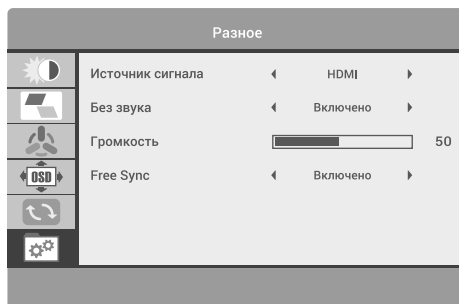 Разное
Источник сигнала HDMI
Без звука Включено
Громкость 50
OSD
Free Sync Включено